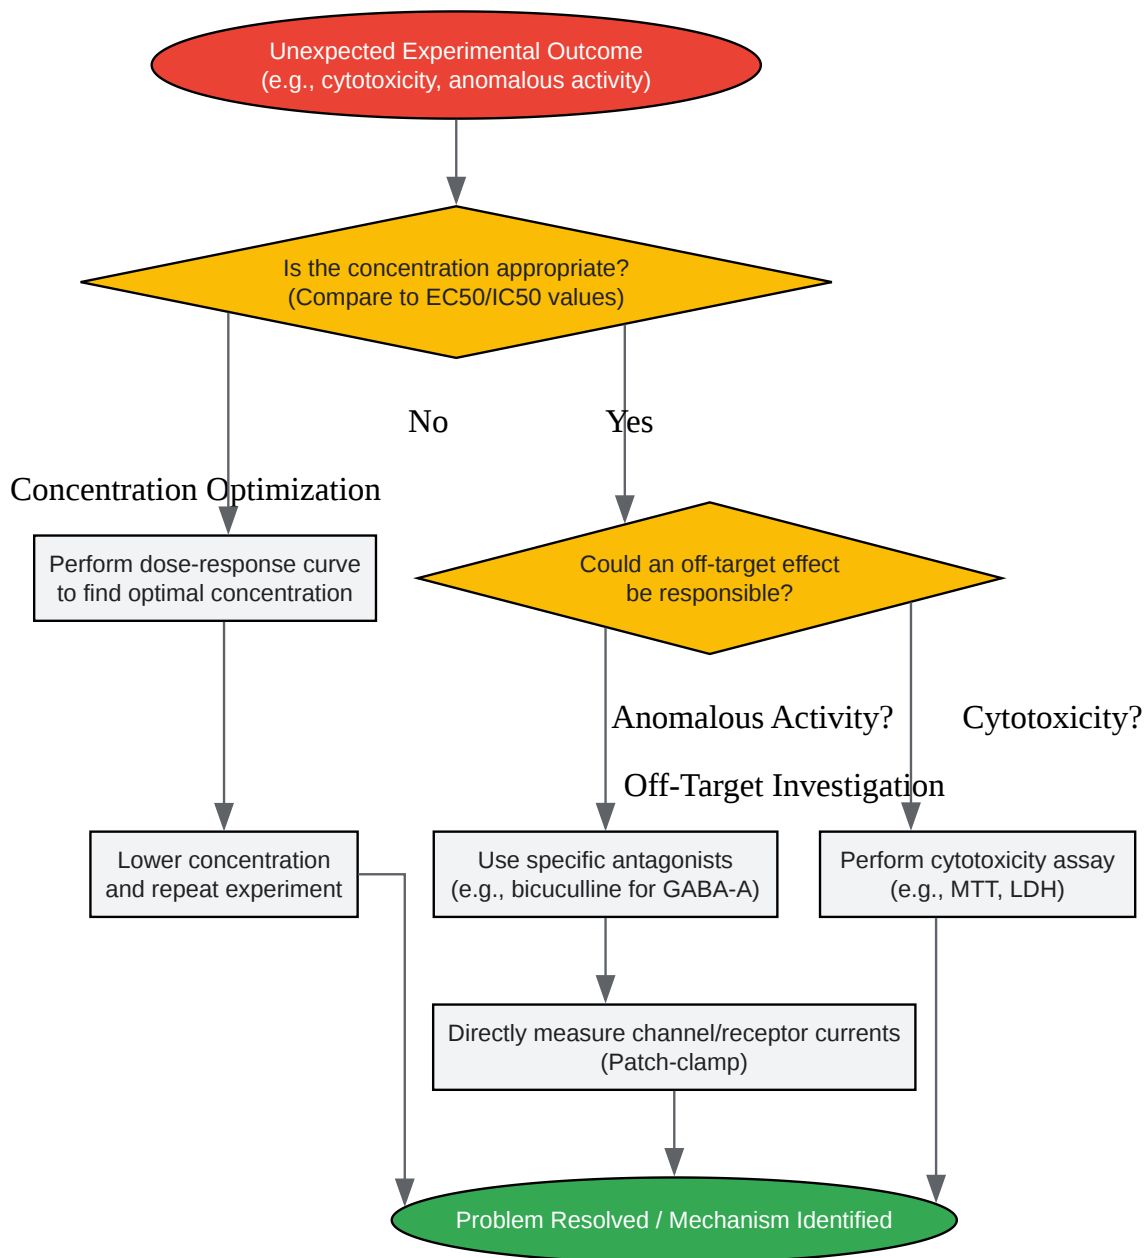 Unexpected Experimental Outcome
(e.g., cytotoxicity, anomalous activity)
Is the concentration appropriate?
(Compare to EC50/IC50 values)
No
Yes
Concentration Optimization
Perform dose-response curve
to find optimal concentration
Could an off-target effect
be responsible?
Anomalous Activity?
Cytotoxicity?
Off-Target Investigation
Lower concentration
and repeat experiment
Use specific antagonists
(e.g., bicuculline for GABA-A)
Perform cytotoxicity assay
(e.g., MTT, LDH)
Directly measure channel/receptor currents
(Patch-clamp)
Problem Resolved / Mechanism Identified